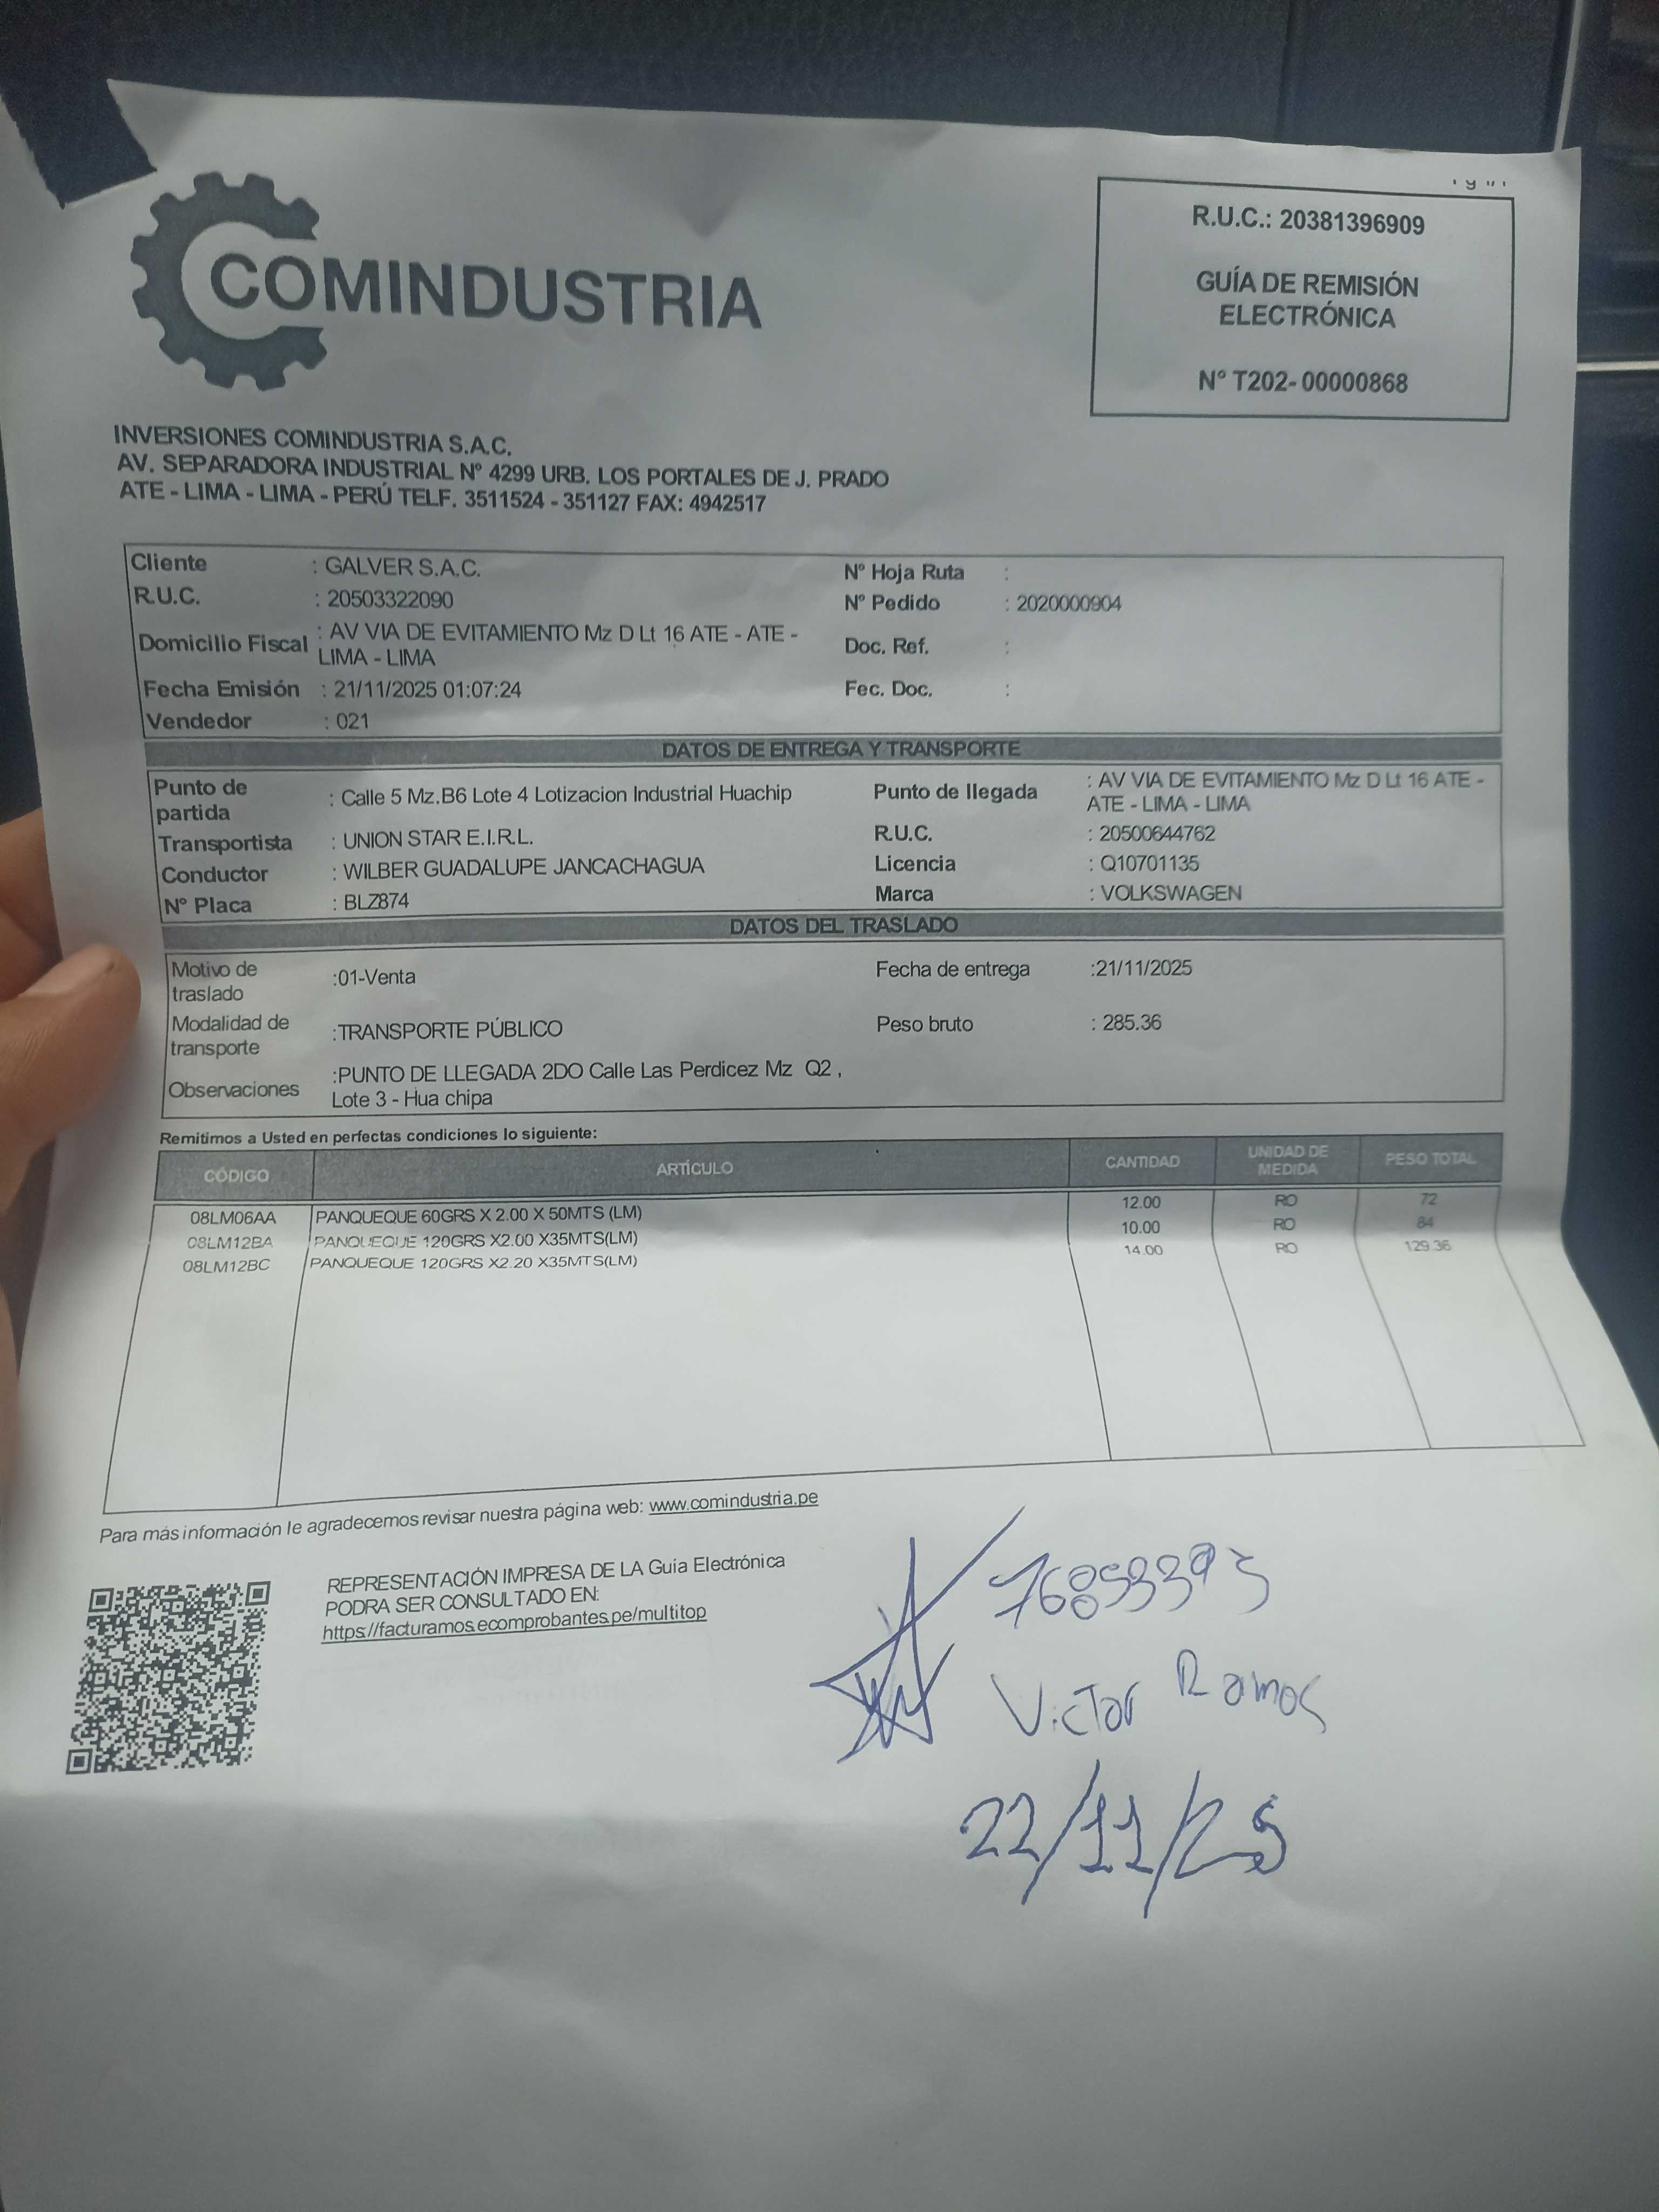 COMINDUSTRIA
R.U.C.: 20381396909
GUÍA DE REMISIÓN
ELECTRÓNICA
Nº T202- 00000868
INVERSIONES COMINDUSTRIA S.A.C.
AV. SEPARADORA INDUSTRIAL Nº 4299 URB. LOS PORTALES DE J. PRADO
ATE - LIMA - LIMA - PERÚ TELF. 3511524 - 351127 FAX: 4942517
Cliente : GALVER S.A.C. Nº Hoja Ruta :
R.U.C. : 20503322090 Nº Pedido : 2020000904
Domicilio Fiscal : AV VIA DE EVITAMIENTO Mz D Lt 16 ATE - ATE - Doc. Ref. :
LIMA - LIMA
Fecha Emisión : 21/11/2025 01:07:24 Fec. Doc. :
Vendedor : 021
DATOS DE ENTREGA Y TRANSPORTE
Punto de partida : Calle 5 Mz.B6 Lote 4 Lotizacion Industrial Huachip Punto de llegada : AV VIA DE EVITAMIENTO Mz D Lt 16 ATE -
ATE - LIMA - LIMA
Transportista : UNION STAR E.I.R.L. R.U.C. : 20500644762
Conductor : WILBER GUADALUPE JANCACHAGUA Licencia : Q10701135
Nº Placa : BLZ874 Marca : VOLKSWAGEN
DATOS DEL TRASLADO
Motivo de traslado :01-Venta Fecha de entrega :21/11/2025
Modalidad de transporte :TRANSPORTE PÚBLICO Peso bruto : 285.36
Observaciones :PUNTO DE LLEGADA 2DO Calle Las Perdicez Mz Q2 ,
Lote 3 - Hua chipa
Remitimos a Usted en perfectas condiciones lo siguiente:
CÓDIGO ARTÍCULO CANTIDAD UNIDAD DE MEDIDA PESO TOTAL
08LM06AA PANQUEQUE 60GRS X 2.00 X 50MTS (LM) 12.00 RO 72
08LM12BA PANQUEQUE 120GRS X2.00 X35MTS(LM) 10.00 RO 84
08LM12BC PANQUEQUE 120GRS X2.20 X35MTS(LM) 14.00 RO 129.36
Para más información le agradecemos revisar nuestra página web: www.comindustria.pe
REPRESENTACIÓN IMPRESA DE LA Guia Electrónica
PODRA SER CONSULTADO EN:
https://facturamos.ecomprobantes.pe/multitop
Victor Ramos
22/11/25